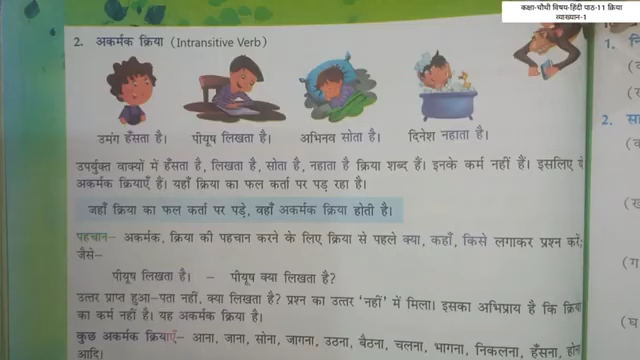 कक्षा-चौथी विषय-हिंदी पाठ-11 क्रिया
व्याख्यान-1
2. अकर्मक क्रिया (Intransitive Verb)
उमंग हँसता है।
पीयूष लिखता है।
अभिनव सोता है।
दिनेश नहाता है।
उपर्युक्त वाक्यों में हँसता है, लिखता है, सोता है, नहाता है क्रिया शब्द हैं। इनके कर्म नहीं हैं। इसलिए ये
अकर्मक क्रियाएँ हैं। यहाँ क्रिया का फल कर्ता पर पड़ रहा है।
जहाँ क्रिया का फल कर्ता पर पड़े, वहाँ अकर्मक क्रिया होती है।
पहचान– अकर्मक, क्रिया की पहचान करने के लिए क्रिया से पहले क्या, कहाँ, किसे लगाकर प्रश्न करें;
जैसे–
पीयूष लिखता है। – पीयूष क्या लिखता है?
उत्तर प्राप्त हुआ–पता नहीं, क्या लिखता है? प्रश्न का उत्तर 'नहीं' में मिला। इसका अभिप्राय है कि
का कर्म नहीं है। यह अकर्मक क्रिया है।
कुछ अकर्मक क्रियाएँ– आना, जाना, सोना, जागना, उठना, बैठना, चलना, भागना, निकलना, हँसना,
आदि।
1.
2.